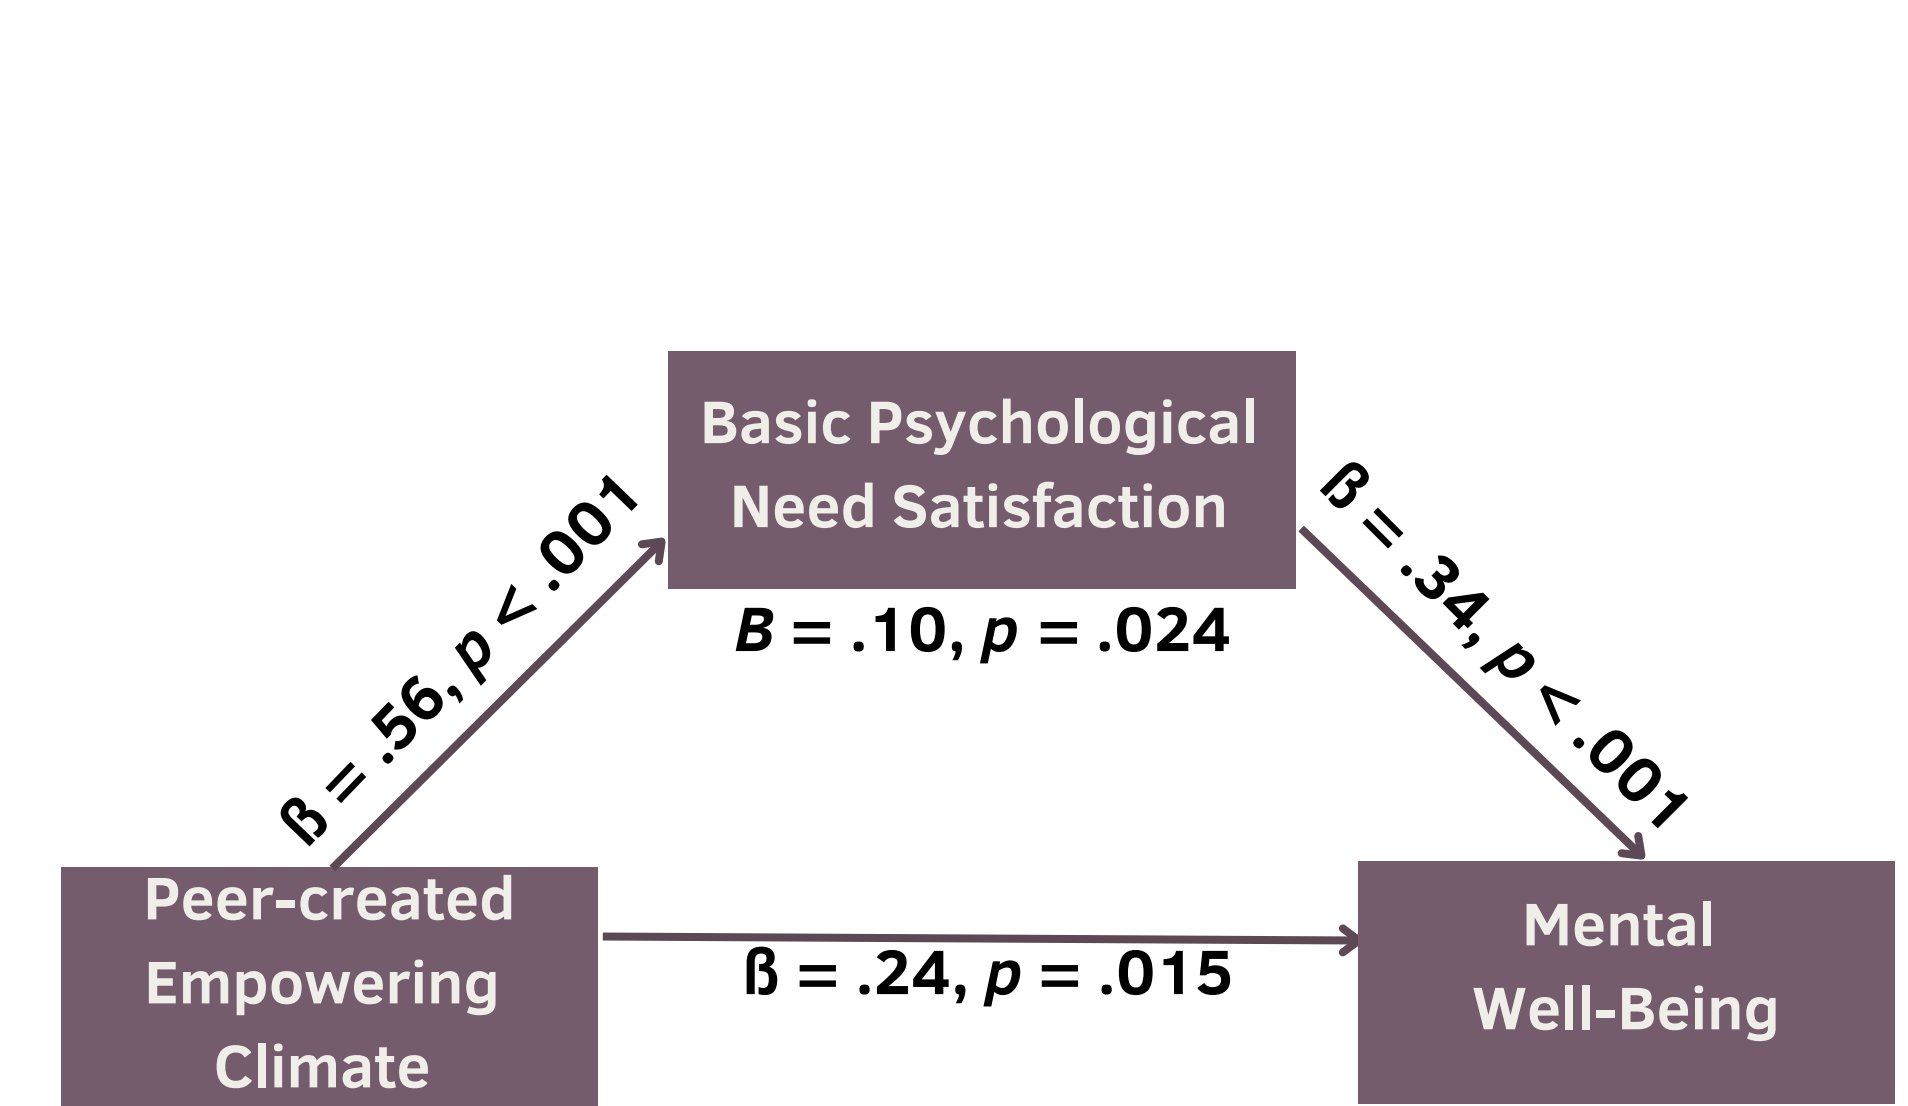 Basic Psychological
Need Satisfaction
ß = .56, p < .001
ß = .34, p < .001
B = .10, p = .024
Peer-created
Empowering
Climate
ß = .24, p = .015
Mental
Well-Being